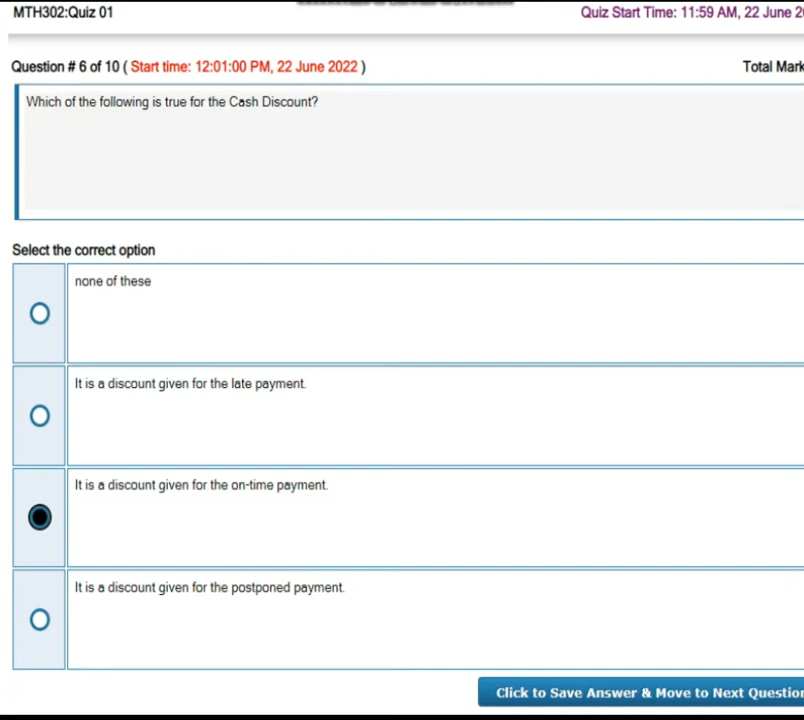 MTH302:Quiz 01
Quiz Start Time: 11:59 AM, 22 June 2
Question # 6 of 10 ( Start time: 12:01:00 PM, 22 June 2022 )
Total Mark
Which of the following is true for the Cash Discount?
Select the correct option
none of these
It is a discount given for the late payment.
It is a discount given for the on-time payment.
It is a discount given for the postponed payment.
Click to Save Answer & Move to Next Question